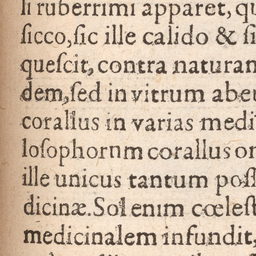 li ruberrimi apparet, qu
ſicco, ſic ille calido & ſi
queſcit, contra naturan
dem, ſed in vitrum abeu
corallus in varias medi
loſophorum corallus on
ille unicus tantum poſſ
dicinæ. Sol enim cœleſt
medicinalem infundit,